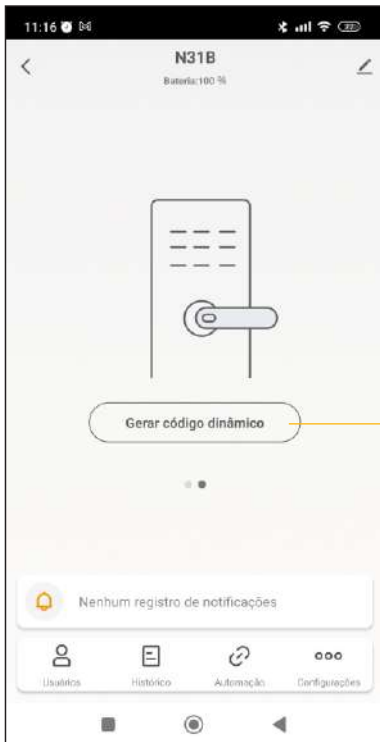 11:16
N31B
Bateria:100 %
Gerar código dinâmico
Nenhum registro de notificações
Usuários Histórico Automação Configurações